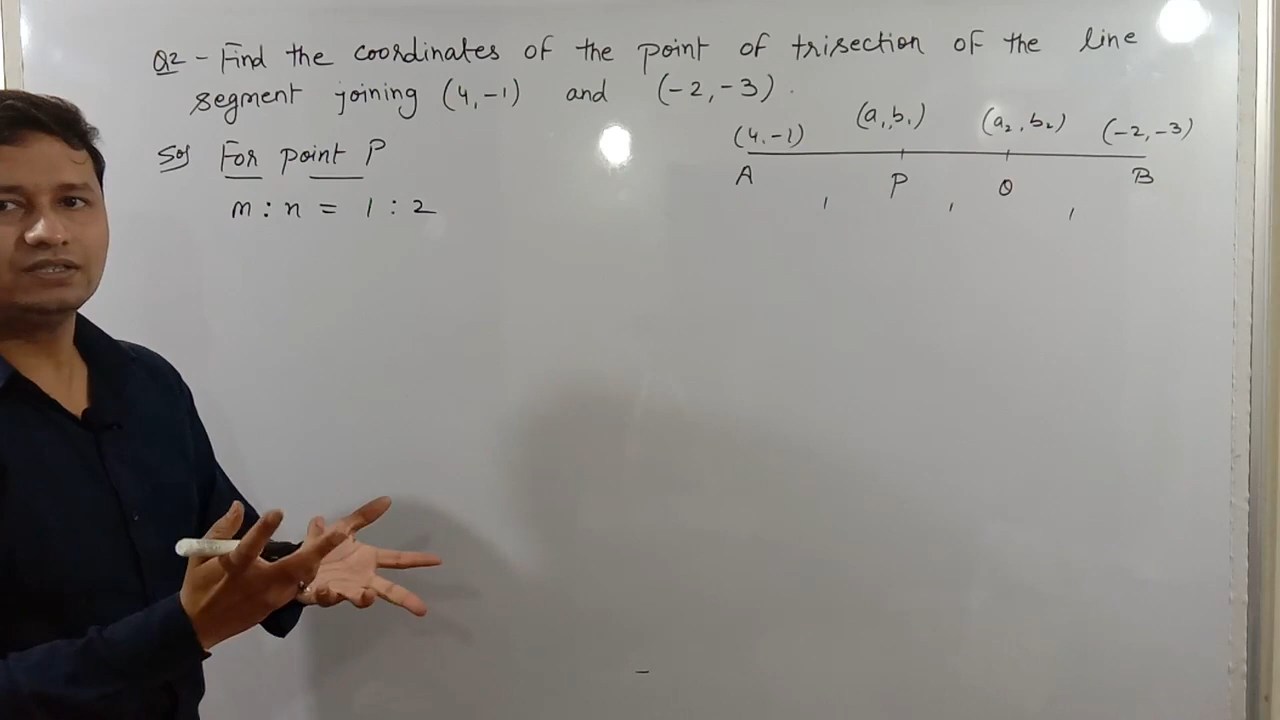 Q2 - Find the coordinates of the point of trisection of the line
segment joining (4,-1) and (-2,-3).
(4,-1) (a₁,b₁) (a₂,b₂) (-2,-3)
Sol For point P
A P Q B
m : n = 1 : 2
1 1 1